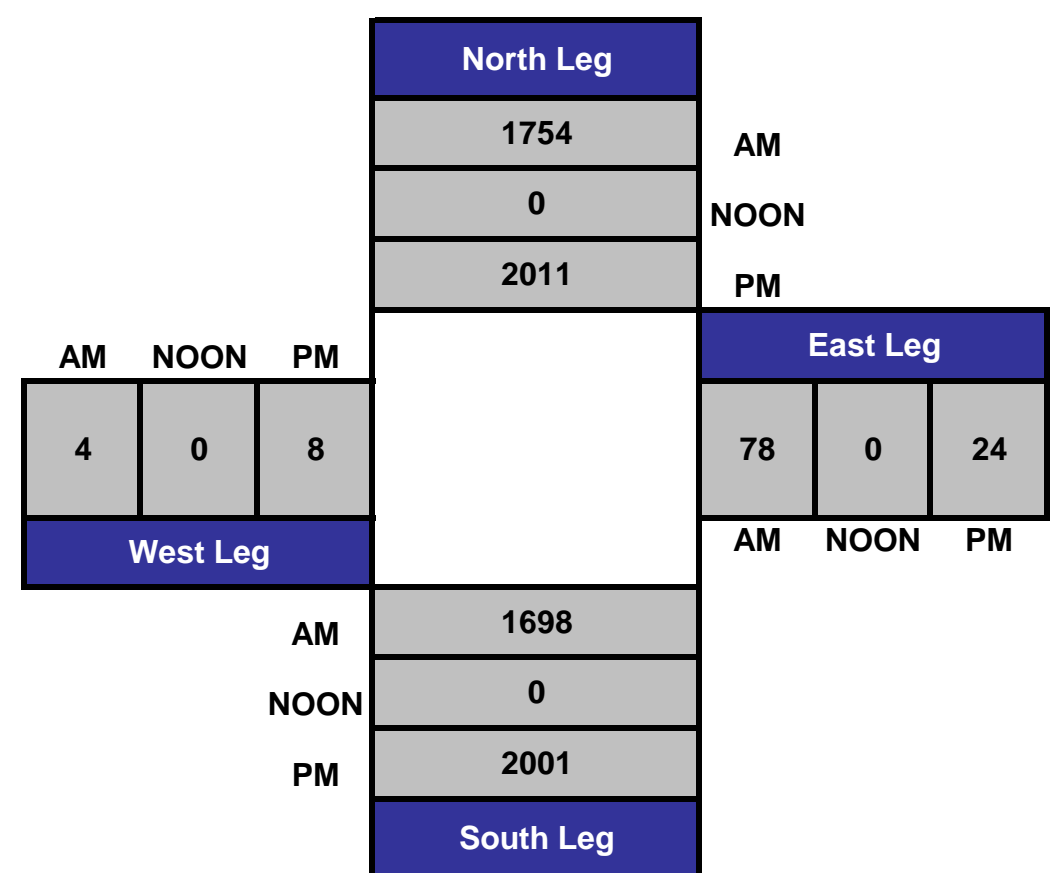 North Leg
1754
AM
0
NOON
2011
PM
East Leg
AM NOON PM
4 0 8
78 0 24
West Leg
AM NOON PM
1698
AM
0
NOON
2001
PM
South Leg